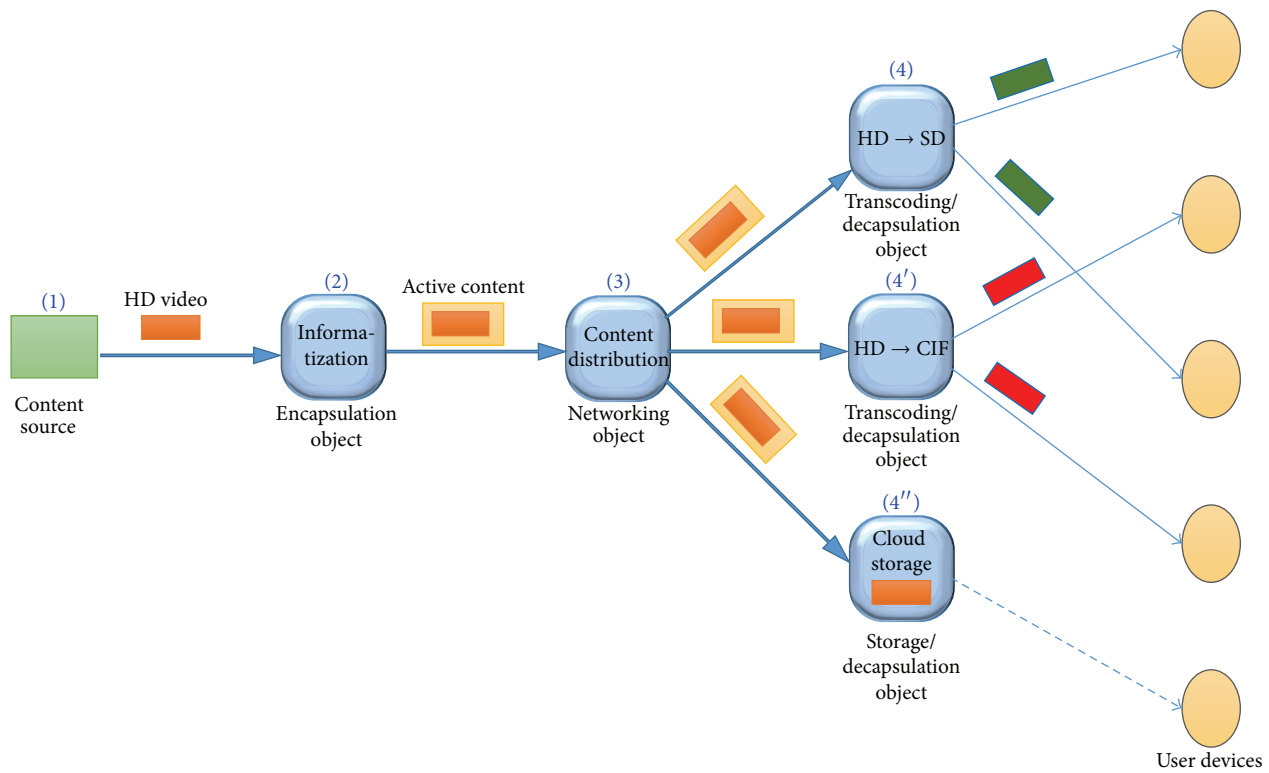 (1)
Content
source
HD video
(2)
Informa-
tization
Encapsulation
object
Active content
(3)
Content
distribution
Networking
object
(4)
HD → SD
Transcoding/
decapsulation
object
(4′)
HD → CIF
Transcoding/
decapsulation
object
(4″)
Cloud
storage
Storage/
decapsulation
object
User devices